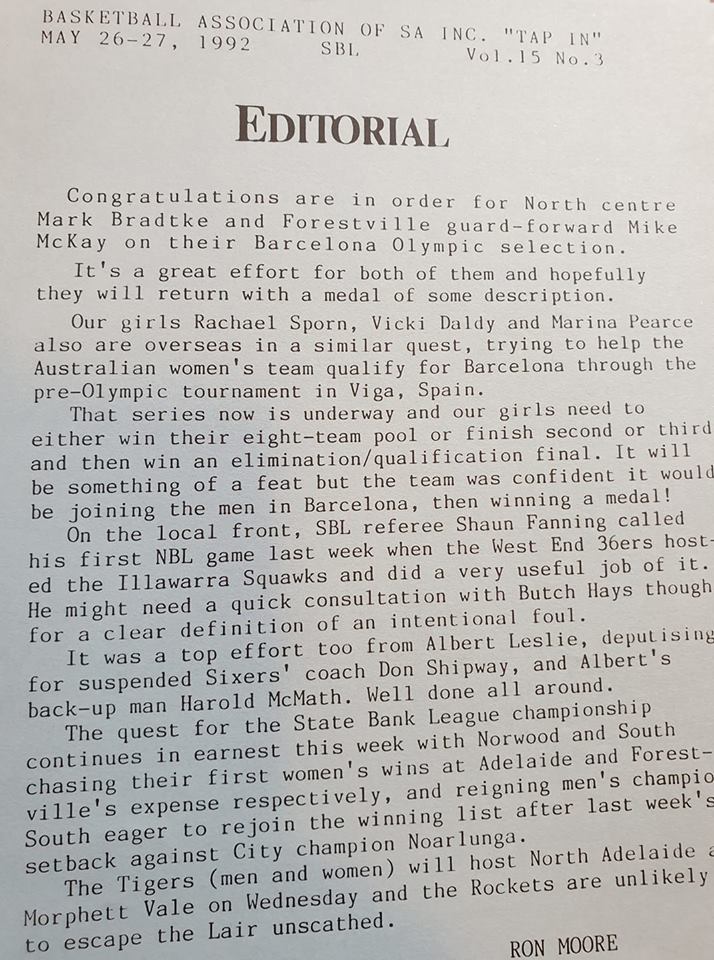 BASKETBALL ASSOCIATION OF SA INC. "TAP IN"
MAY 26-27, 1992 SBL Vol.15 No.3
EDITORIAL
Congratulations are in order for North centre
Mark Bradtke and Forestville guard-forward Mike
McKay on their Barcelona Olympic selection.
It's a great effort for both of them and hopefully
they will return with a medal of some description.
Our girls Rachael Sporn, Vicki Daldy and Marina Pearce
also are overseas in a similar quest, trying to help the
Australian women's team qualify for Barcelona through the
pre-Olympic tournament in Viga, Spain.
That series now is underway and our girls need to
either win their eight-team pool or finish second or third
and then win an elimination/qualification final. It will
be something of a feat but the team was confident it would
be joining the men in Barcelona, then winning a medal!
On the local front, SBL referee Shaun Fanning called
his first NBL game last week when the West End 36ers host-
ed the Illawarra Squawks and did a very useful job of it.
He might need a quick consultation with Butch Hays though
for a clear definition of an intentional foul.
It was a top effort too from Albert Leslie, deputising
for suspended Sixers' coach Don Shipway, and Albert's
back-up man Harold McMath. Well done all around.
The quest for the State Bank League championship
continues in earnest this week with Norwood and South
chasing their first women's wins at Adelaide and Forest-
ville's expense respectively, and reigning men's champio
South eager to rejoin the winning list after last week's
setback against City champion Noarlunga.
The Tigers (men and women) will host North Adelaide a
Morphett Vale on Wednesday and the Rockets are unlikely
to escape the Lair unscathed.
RON MOORE